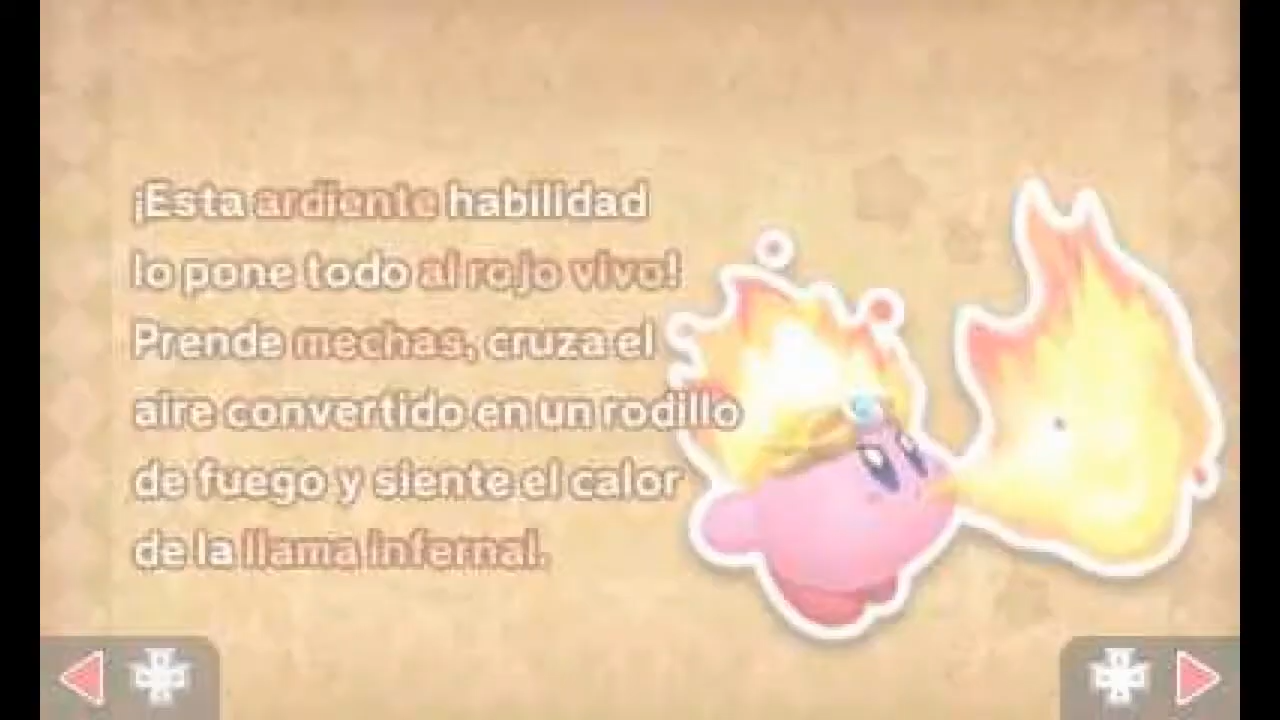 ¡Esta ardiente habilidad
lo pone todo al rojo vivo!
Prende mechas, cruza el
aire convertido en un rodillo
de fuego y siente el calor
de la llama infernal.